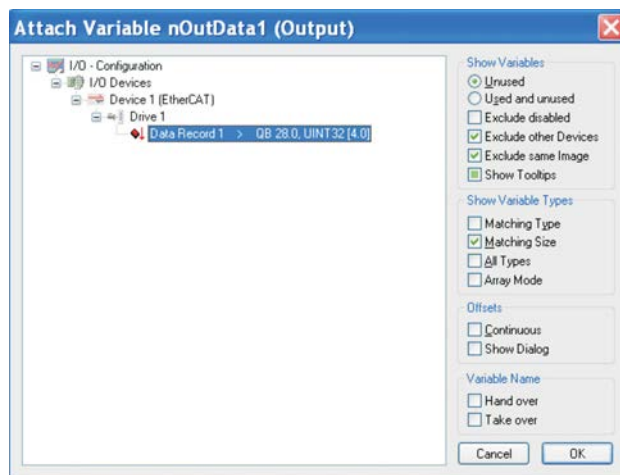 Attach Variable nOutData1 (Output)
I/O - Configuration
I/O Devices
Device 1 (EtherCAT)
Drive 1
Data Record 1 > QB 28.0, UINT32 [4.0]
Show Variables
Unused
Used and unused
Exclude disabled
Exclude other Devices
Exclude same Image
Show Tooltips
Show Variable Types
Matching Type
Matching Size
All Types
Array Mode
Offsets
Continuous
Show Dialog
Variable Name
Hand over
Take over
Cancel
OK